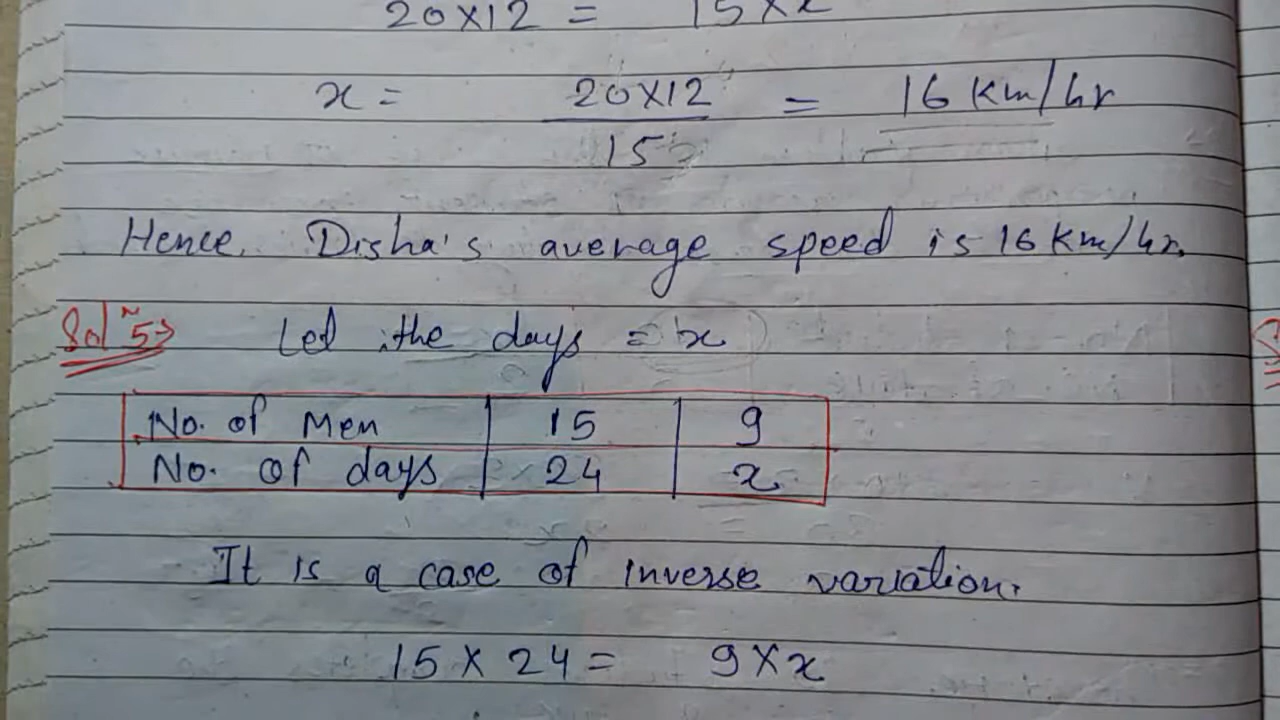 20×12 = 15×x
x = 20×12 = 16 km/hr
15
Hence, Disha's average speed is 16 km/hr.
Solⁿ 5→ Let the days = x
No. of Men 15 9
No. of days 24 x
It is a case of inverse variation.
15 × 24 = 9 × x